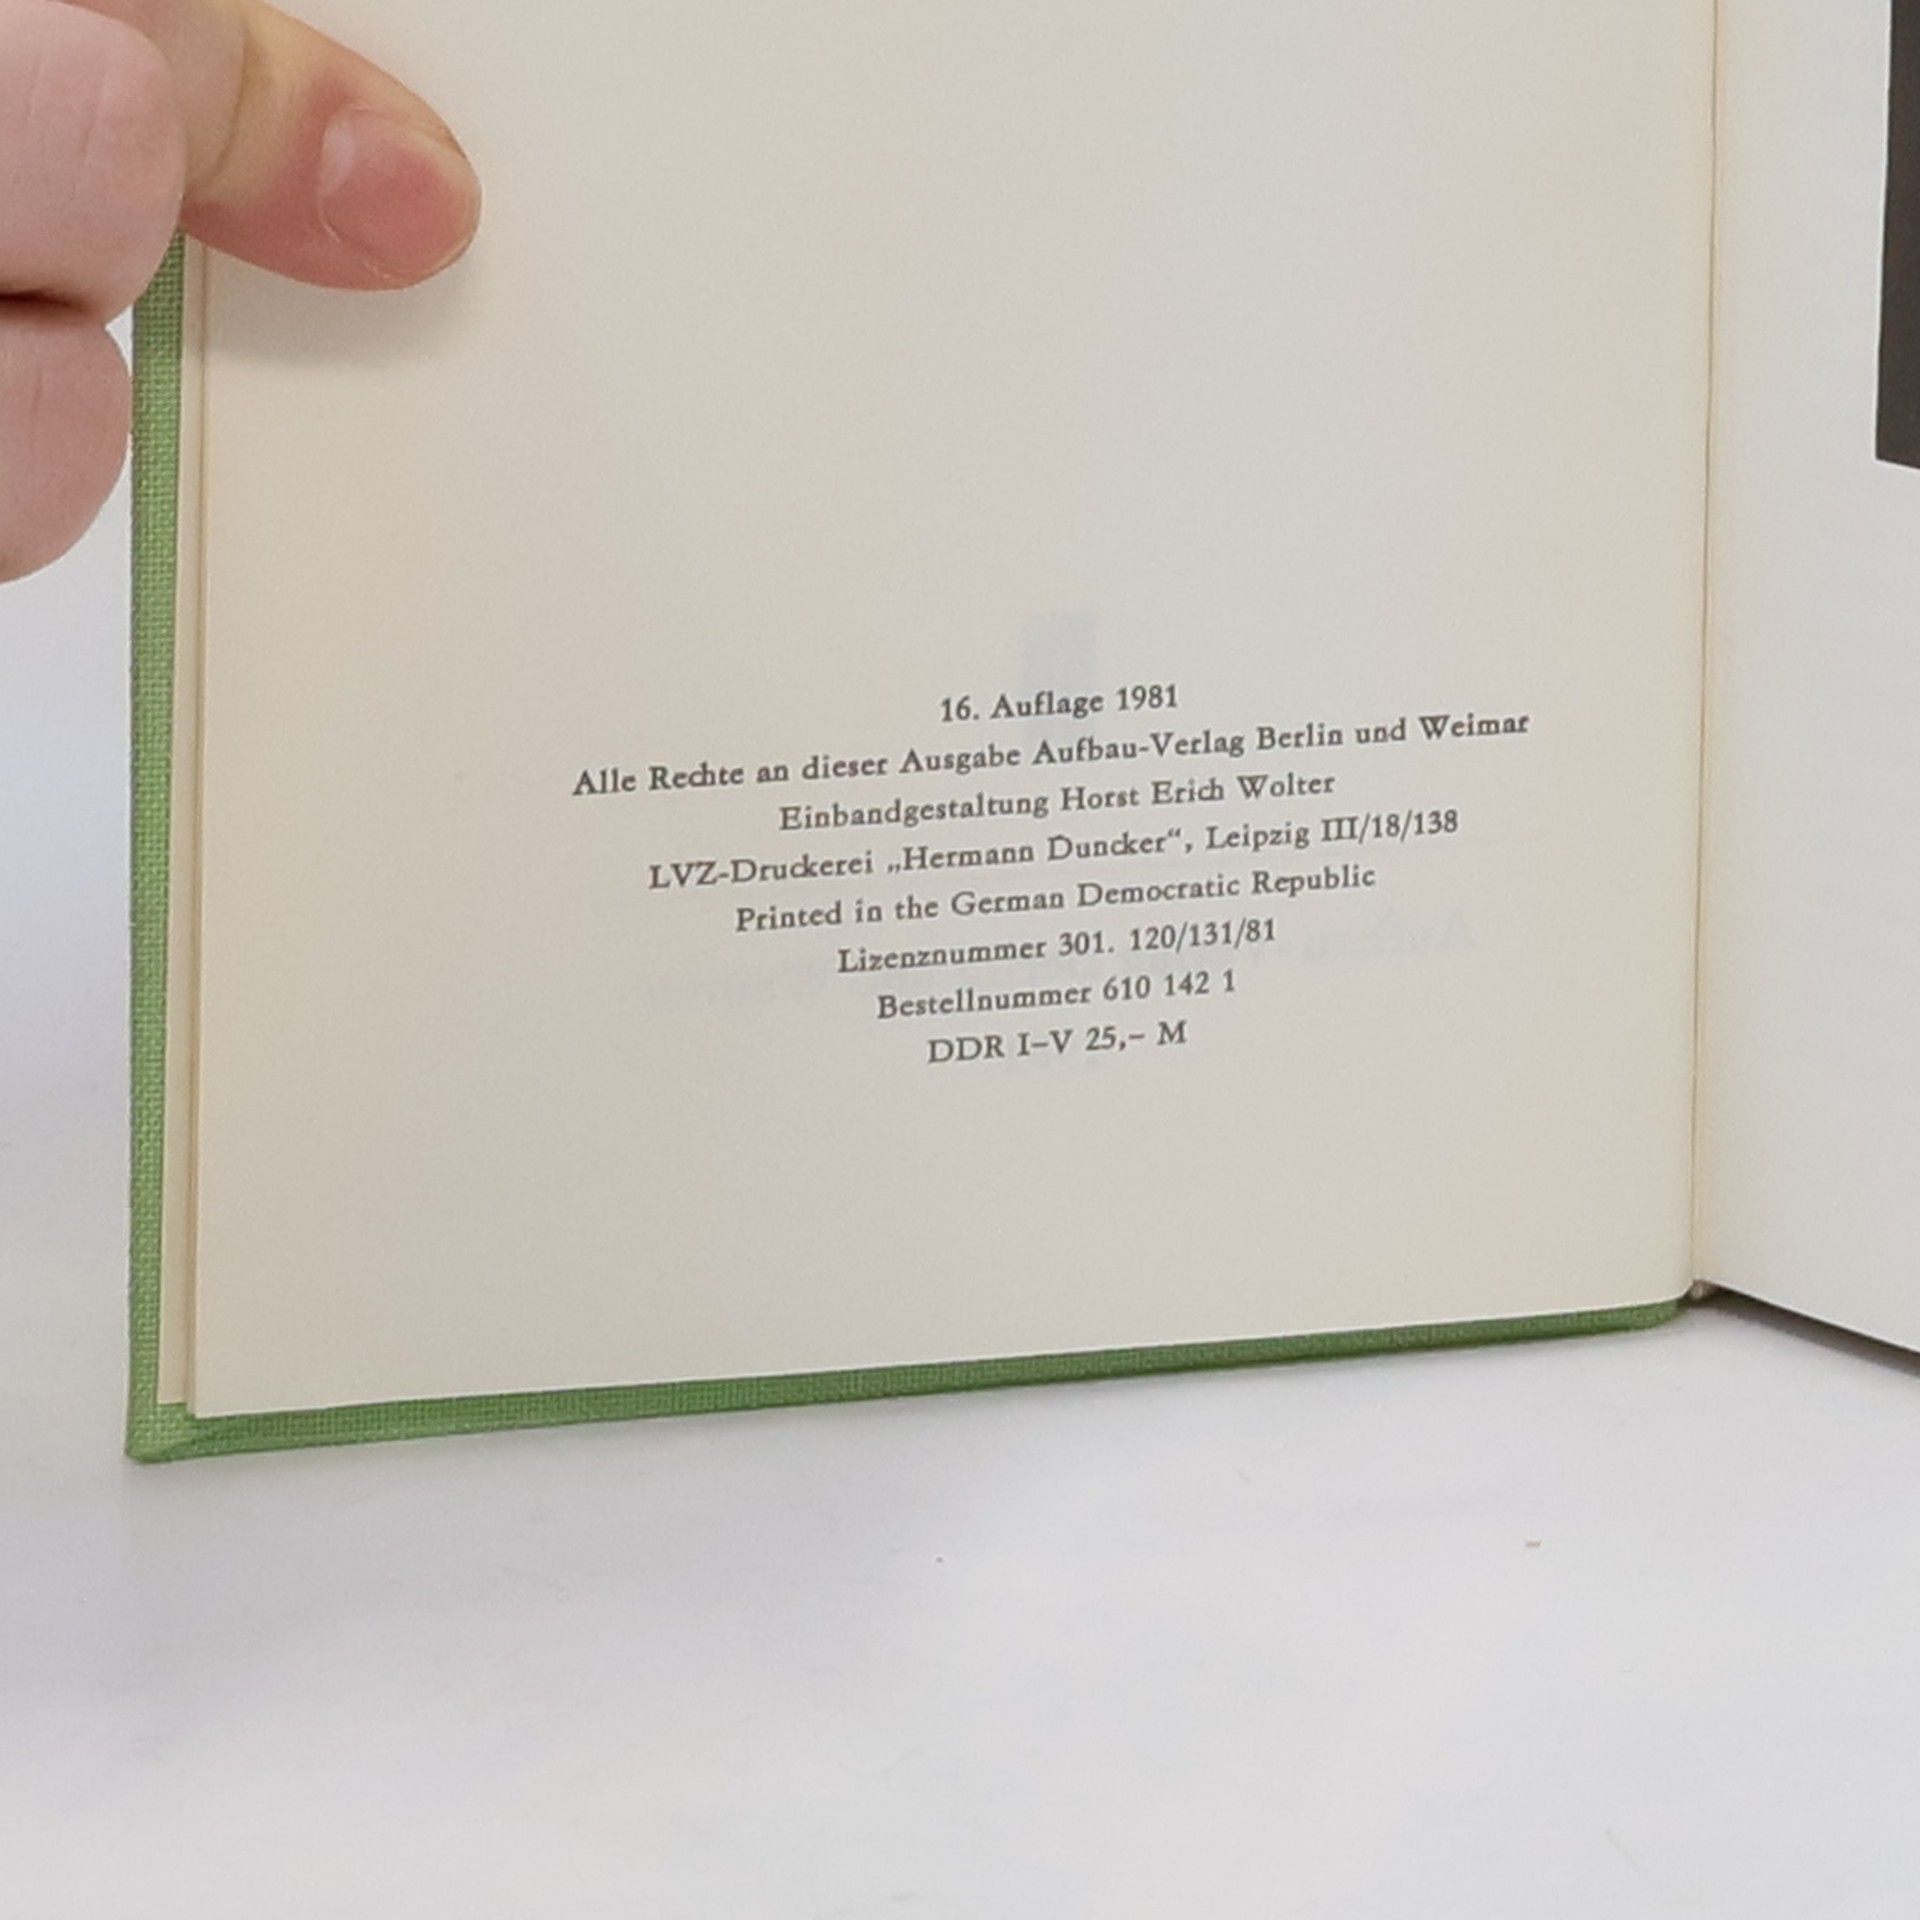 16. Auflage 1981
Alle Rechte an dieser Ausgabe Aufbau-Verlag Berlin und Weimar
Einbandgestaltung Horst Erich Wolter
LVZ-Druckerei „Hermann Duncker“, Leipzig III/18/138
Printed in the German Democratic Republic
Lizenznummer 301. 120/131/81
Bestellnummer 610 142 1
DDR I–V 25,– M